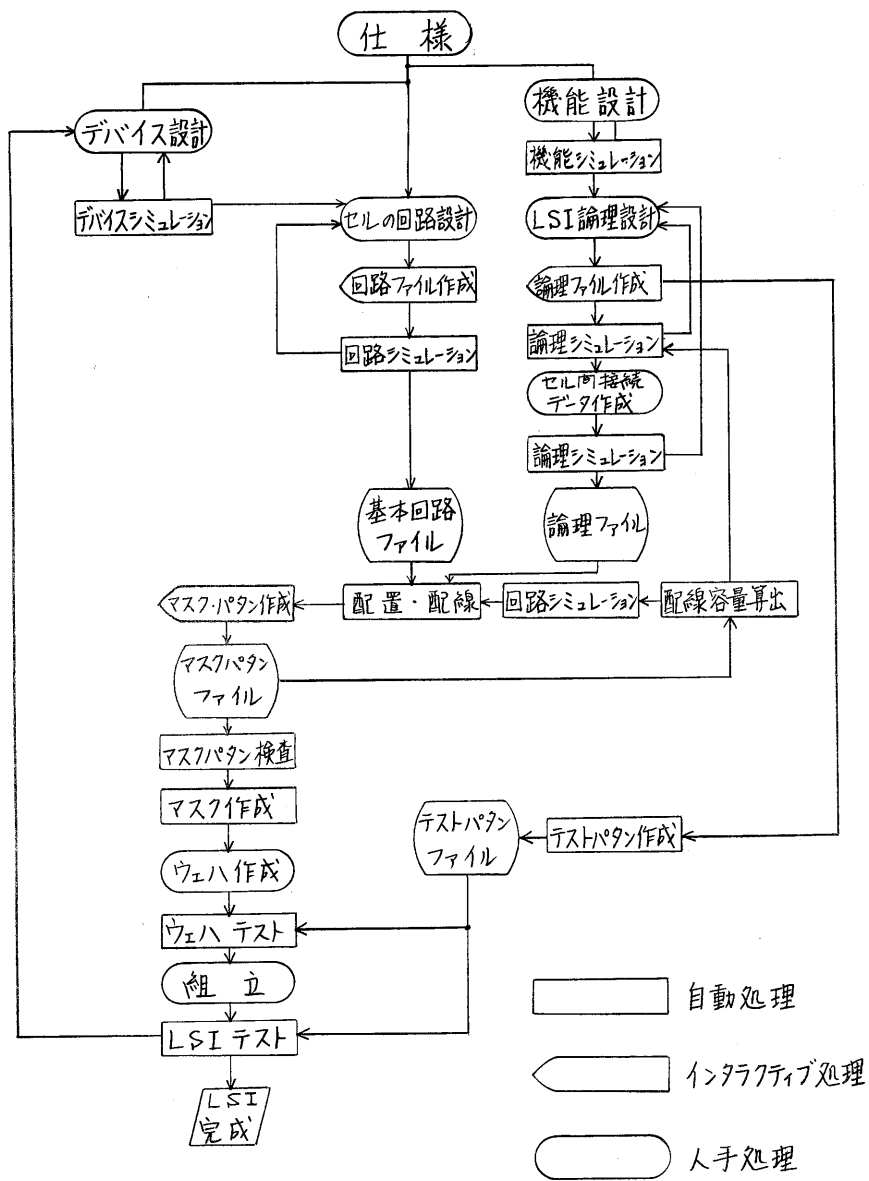 仕様
機能設計
デバイス設計
機能シミュレーション
デバイスシミュレーション
セルの回路設計
LSI論理設計
回路ファイル作成
論理ファイル作成
回路シミュレーション
論理シミュレーション
セル間接続
データ作成
論理シミュレーション
基本回路
ファイル
論理ファイル
マスク・パタン作成
配置・配線
回路シミュレーション
配線容量算出
マスクパタン
ファイル
マスクパタン検査
マスク作成
テストパタン
ファイル
テストパタン作成
ウェハ作成
ウェハテスト
組立
LSIテスト
LSI
完成
自動処理
インタラクティブ処理
人手処理